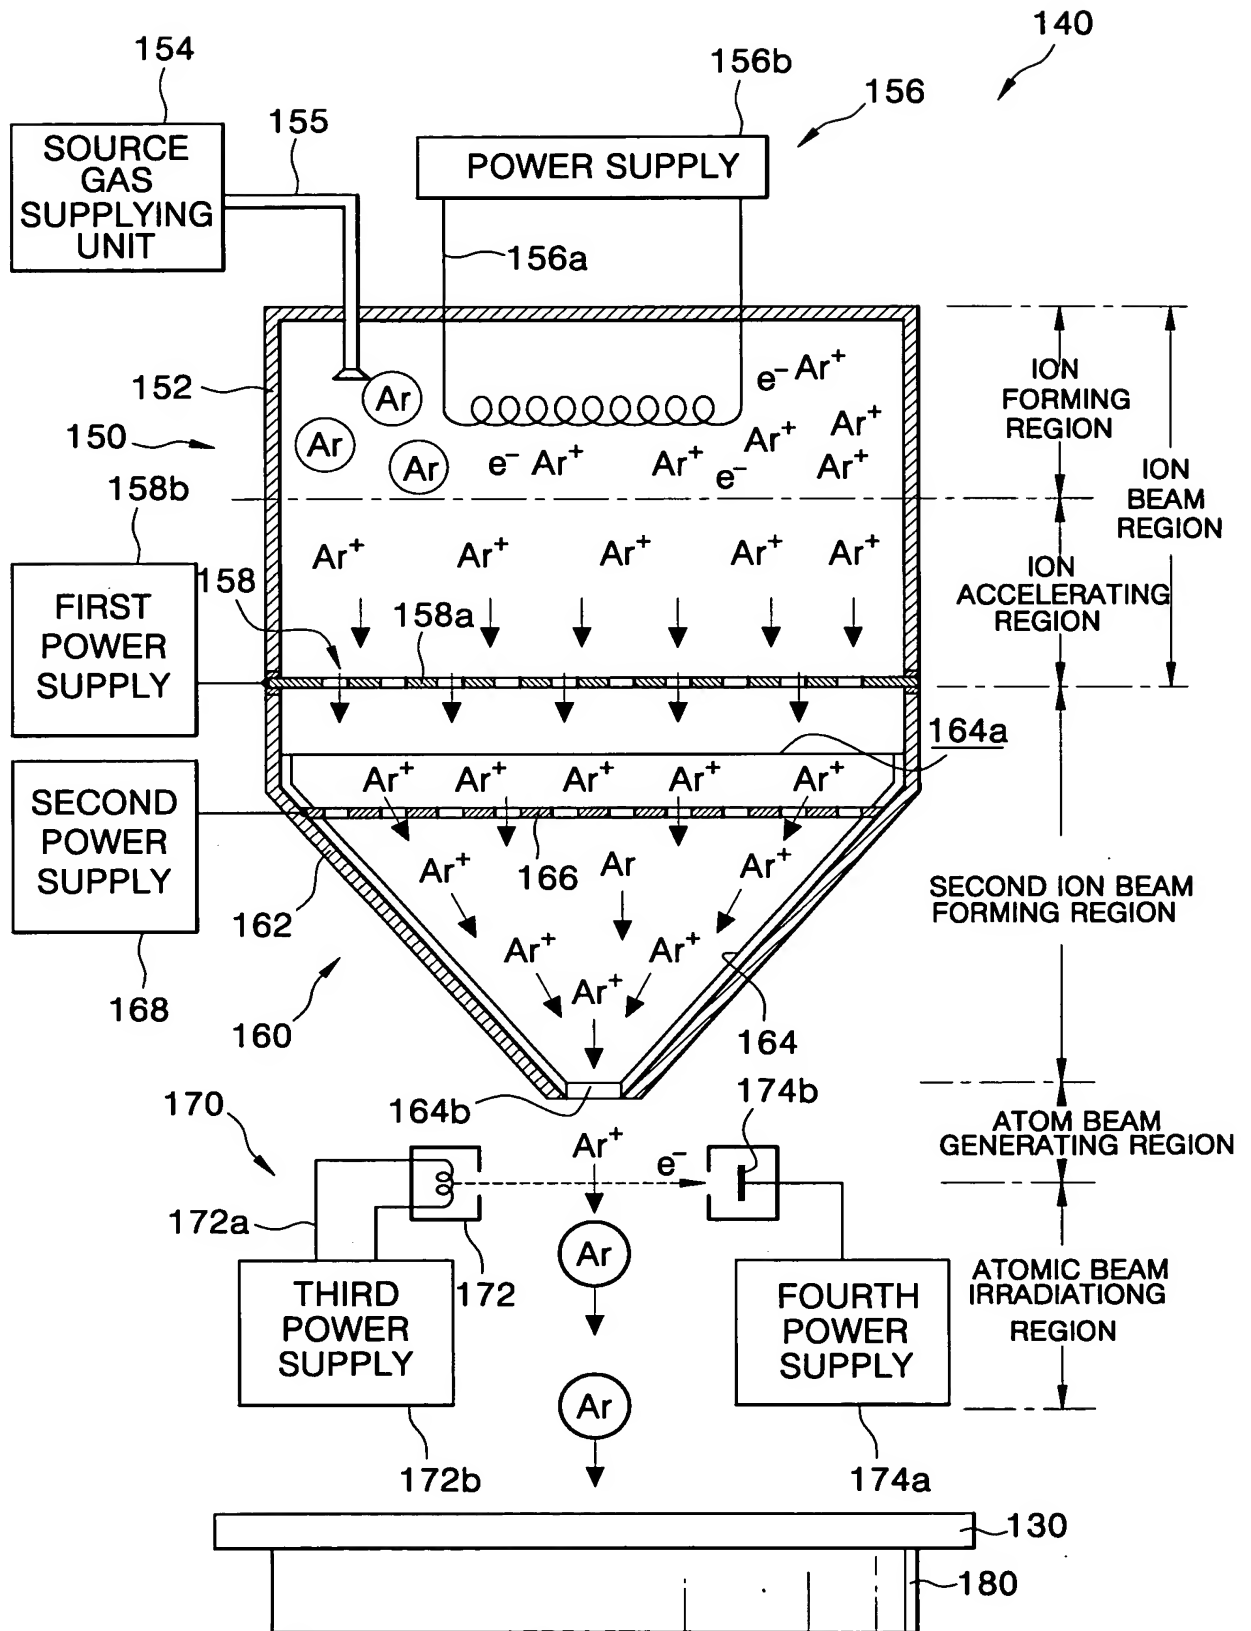 140
154
156b
156
155
SOURCE
GAS
SUPPLYING
UNIT
POWER SUPPLY
156a
152
Ar
e⁻ Ar⁺
ION
FORMING
REGION
150
Ar
Ar
e⁻ Ar⁺
Ar⁺
e⁻
Ar⁺
Ar⁺
Ar⁺
ION
BEAM
REGION
158b
Ar⁺ Ar⁺ Ar⁺ Ar⁺ Ar⁺
ION
ACCELERATING
REGION
158
158a
FIRST
POWER
SUPPLY
164a
Ar⁺ Ar⁺ Ar⁺ Ar⁺ Ar⁺
SECOND
POWER
SUPPLY
166
Ar⁺ Ar Ar⁺
SECOND ION BEAM
FORMING REGION
162
Ar⁺ Ar⁺
Ar⁺
168
160
164
164b
174b
170
Ar⁺
e⁻
ATOM BEAM
GENERATING REGION
172a
172
Ar
THIRD
POWER
SUPPLY
FOURTH
POWER
SUPPLY
ATOMIC BEAM
IRRADIATIONG
REGION
Ar
172b
174a
130
180